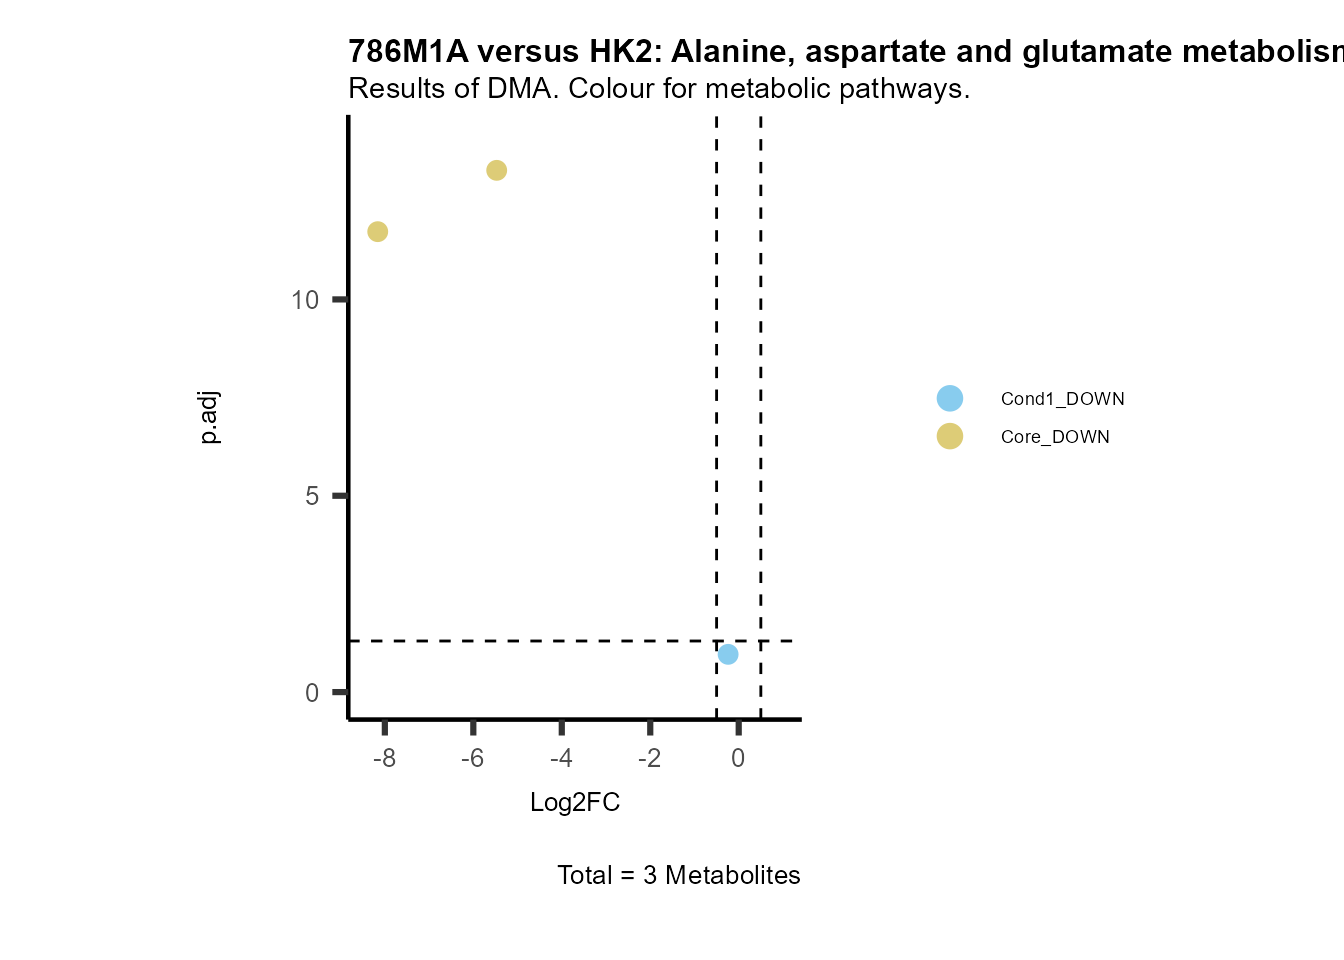 786M1A versus HK2: Alanine, aspartate and glutamate metabolism
Results of DMA. Colour for metabolic pathways.
10
5
0
p.adj
-8 -6 -4 -2 0
Log2FC
Cond1_DOWN
Core_DOWN
Total = 3 Metabolites